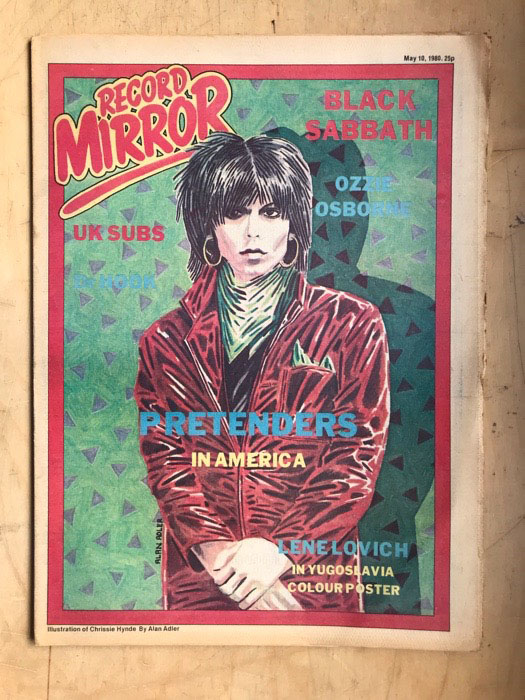 May 10, 1980. 25p
RECORD
MIRROR
BLACK
SABBATH
OZZIE
OSBORNE
UK SUBS
Dr HOOK
PRETENDERS
IN AMERICA
LENE LOVICH
IN YUGOSLAVIA
COLOUR POSTER
ALAN ADLER
Illustration of Chrissie Hynde By Alan Adler